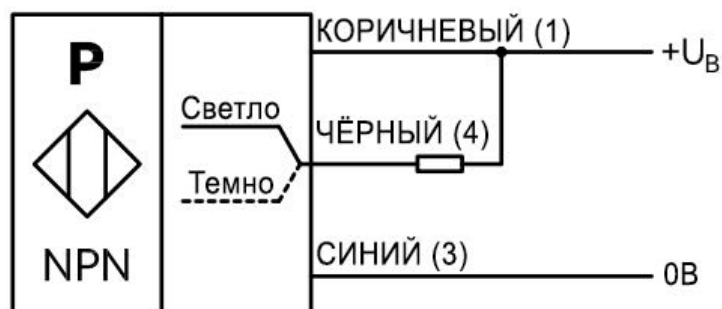 P
NPN
Светло
Темно
КОРИЧНЕВЫЙ (1)
+U_B
ЧЁРНЫЙ (4)
СИНИЙ (3)
0В